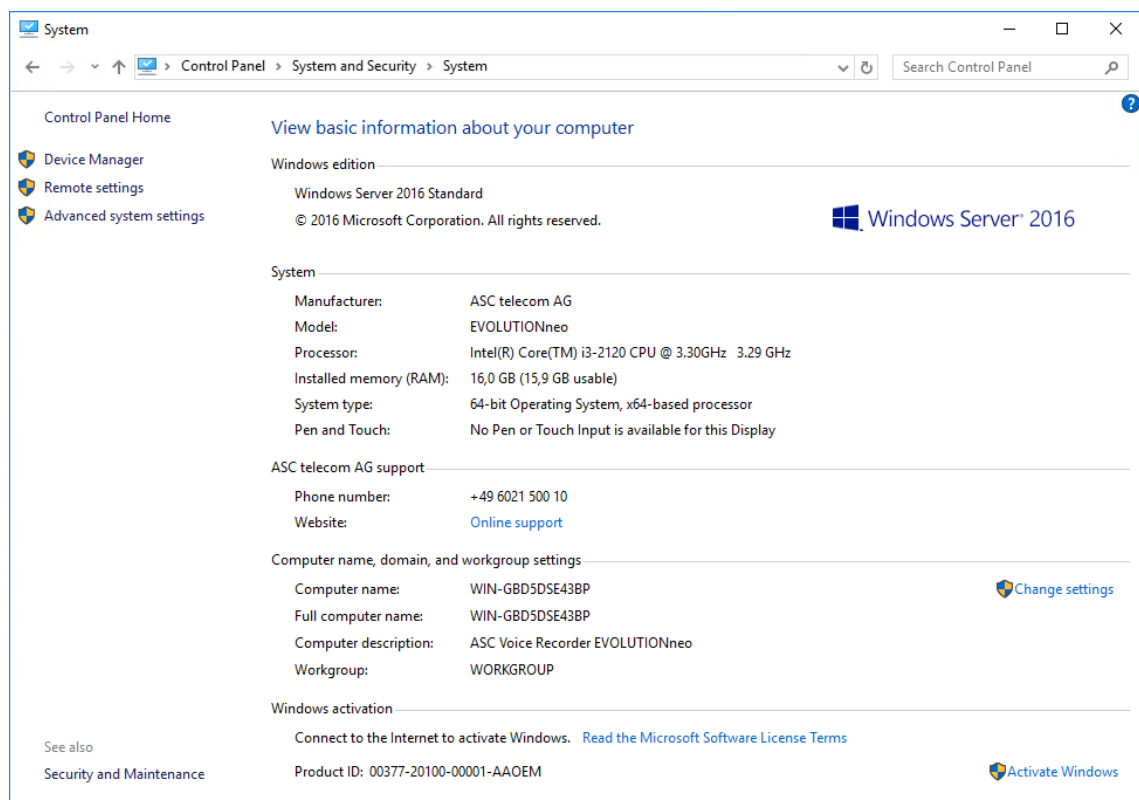 System
Control Panel > System and Security > System
Search Control Panel
Control Panel Home
Device Manager
Remote settings
Advanced system settings
View basic information about your computer
Windows edition
Windows Server 2016 Standard
© 2016 Microsoft Corporation. All rights reserved.
Windows Server® 2016
System
Manufacturer: ASC telecom AG
Model: EVOLUTIONneo
Processor: Intel(R) Core(TM) i3-2120 CPU @ 3.30GHz 3.29 GHz
Installed memory (RAM): 16,0 GB (15,9 GB usable)
System type: 64-bit Operating System, x64-based processor
Pen and Touch: No Pen or Touch Input is available for this Display
ASC telecom AG support
Phone number: +49 6021 500 10
Website: Online support
Computer name, domain, and workgroup settings
Computer name: WIN-GBD5DSE43BP
Change settings
Full computer name: WIN-GBD5DSE43BP
Computer description: ASC Voice Recorder EVOLUTIONneo
Workgroup: WORKGROUP
Windows activation
Connect to the Internet to activate Windows. Read the Microsoft Software License Terms
Product ID: 00377-20100-00001-AAOEM
Activate Windows
See also
Security and Maintenance